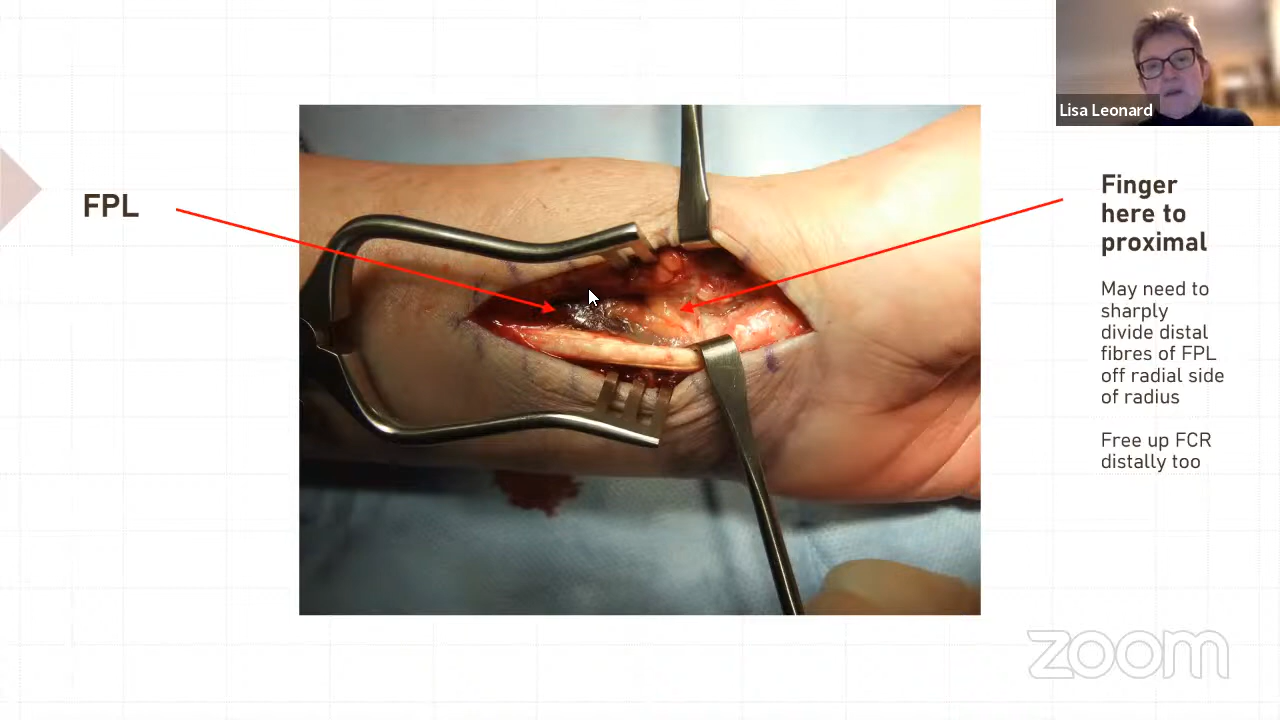 Lisa Leonard
FPL
Finger
here to
proximal
May need to
sharply
divide distal
fibres of FPL
off radial side
of radius
Free up FCR
distally too
zoom